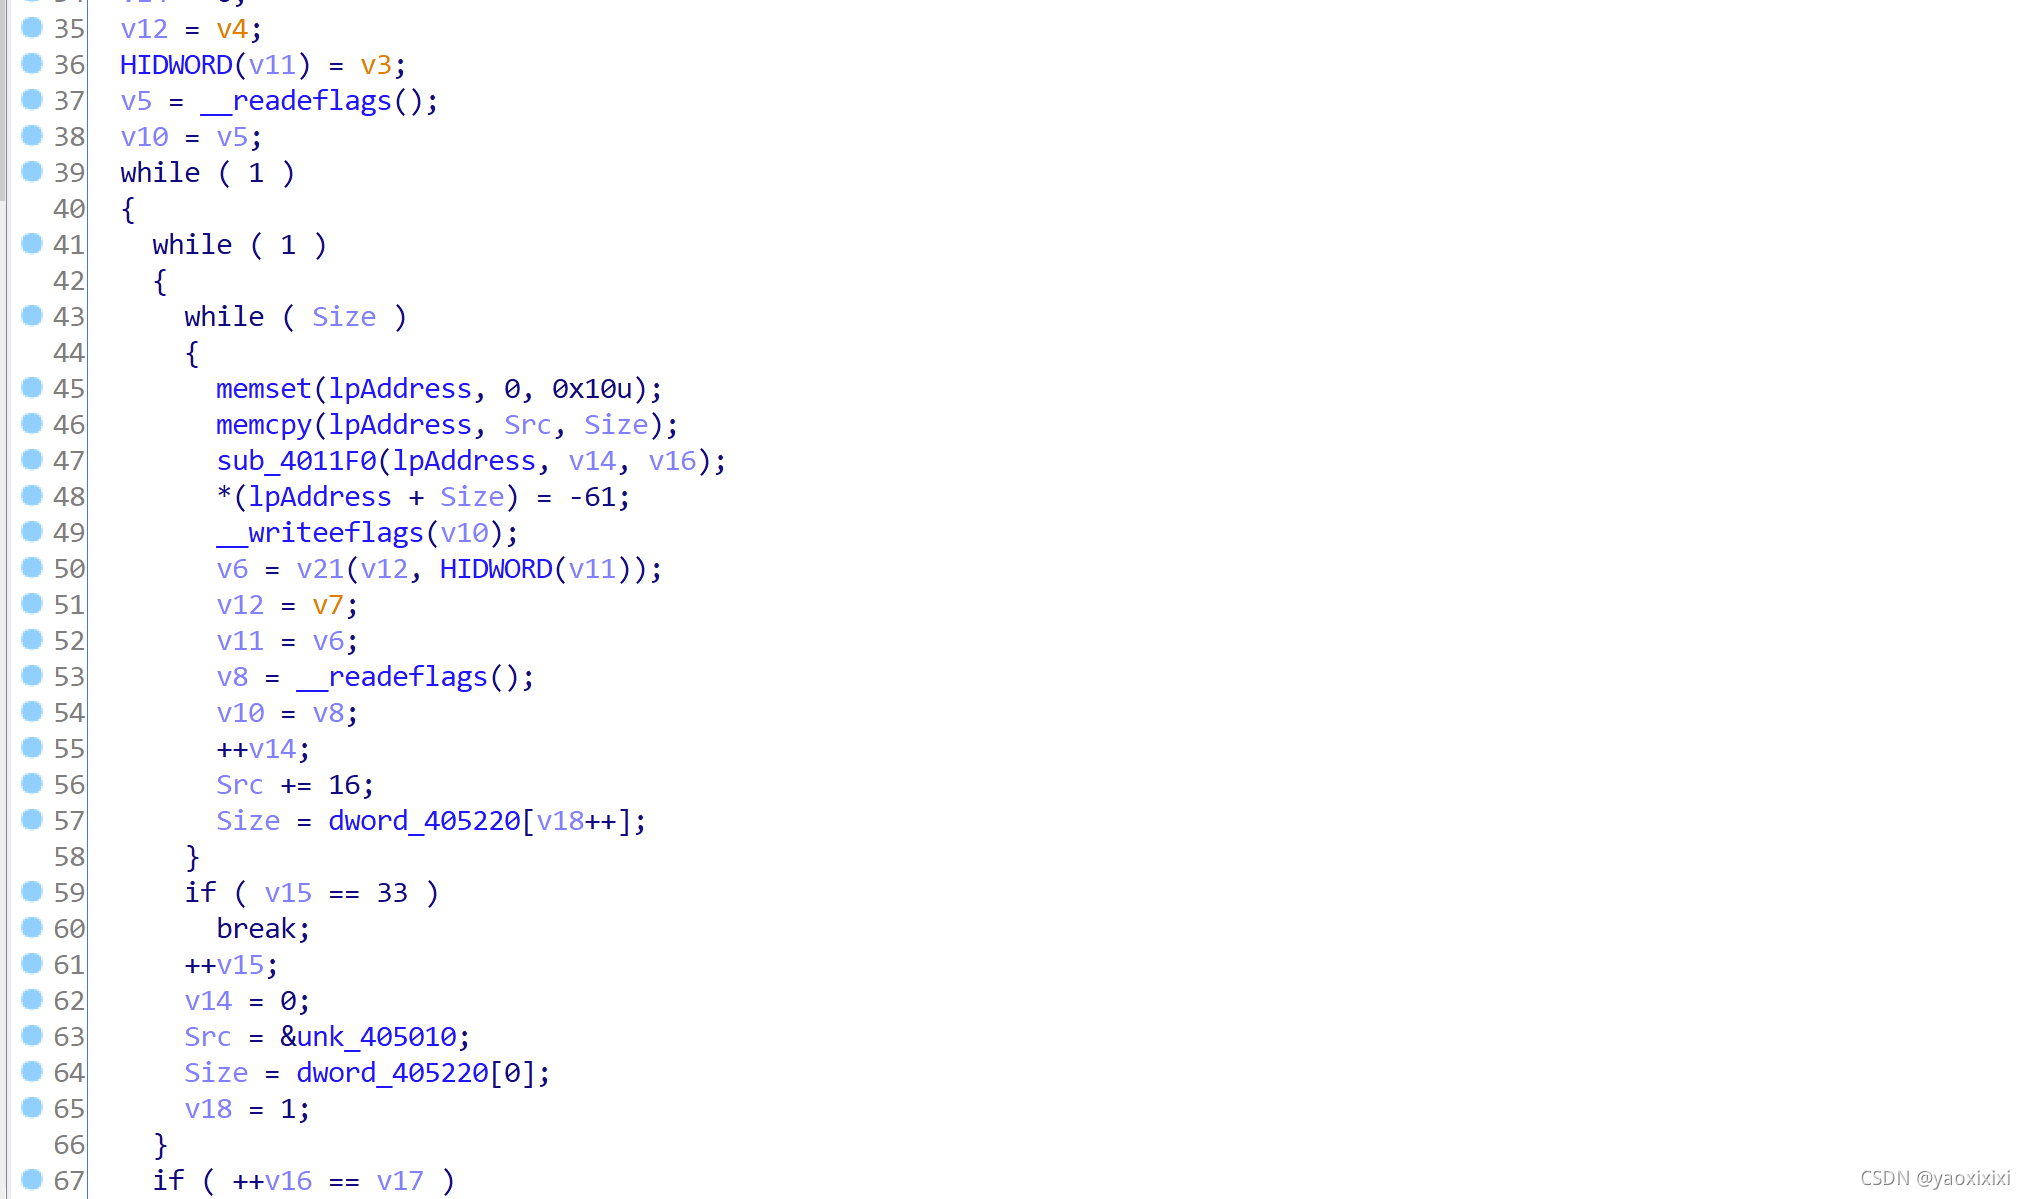 35 v12 = v4;
36 HIDWORD(v11) = v3;
37 v5 = __readeflags();
38 v10 = v5;
39 while ( 1 )
40 {
41 while ( 1 )
42 {
43 while ( Size )
44 {
45 memset(lpAddress, 0, 0x10u);
46 memcpy(lpAddress, Src, Size);
47 sub_4011F0(lpAddress, v14, v16);
48 *(lpAddress + Size) = -61;
49 __writeeflags(v10);
50 v6 = v21(v12, HIDWORD(v11));
51 v12 = v7;
52 v11 = v6;
53 v8 = __readeflags();
54 v10 = v8;
55 ++v14;
56 Src += 16;
57 Size = dword_405220[v18++];
58 }
59 if ( v15 == 33 )
60 break;
61 ++v15;
62 v14 = 0;
63 Src = &unk_405010;
64 Size = dword_405220[0];
65 v18 = 1;
66 }
67 if ( ++v16 == v17 )
CSDN @yaoxixixi